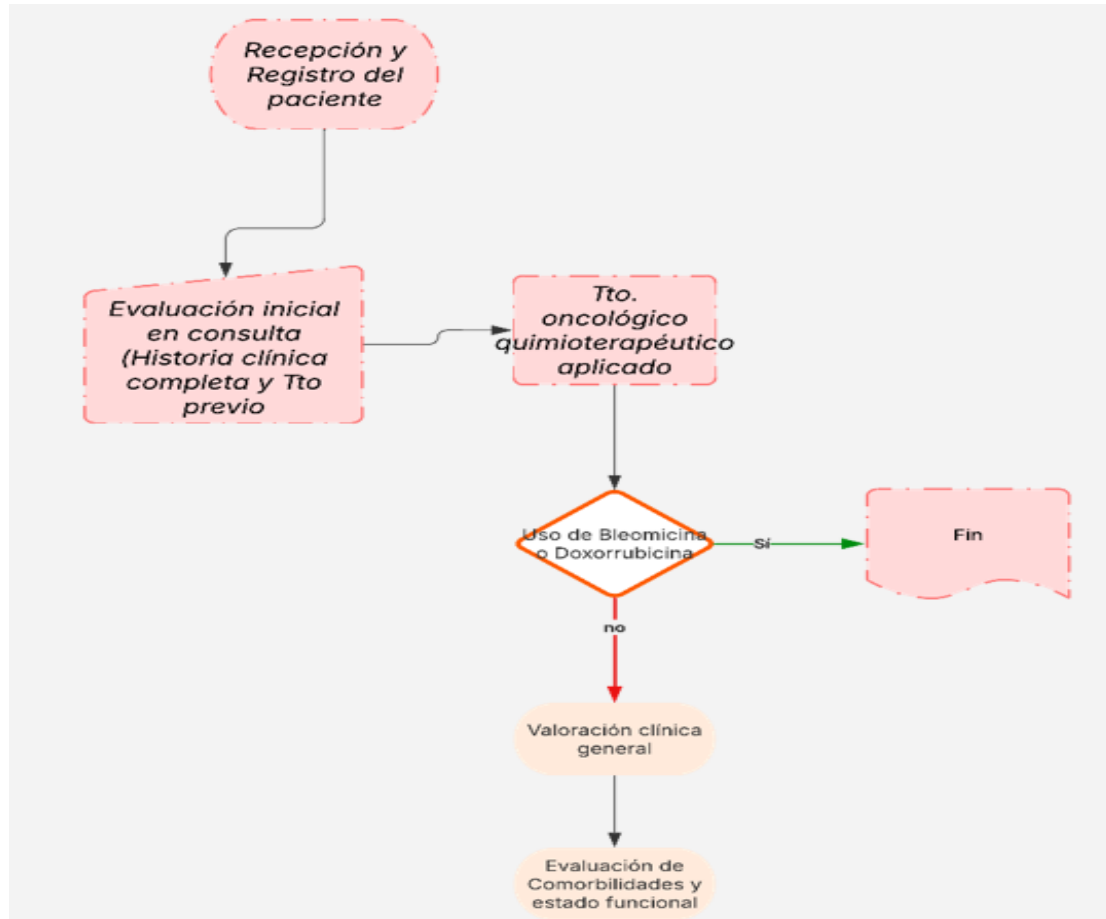 Recepción y
Registro del
paciente
Evaluación inicial
en consulta
(Historia clínica
completa y Tto
previo
Tto.
oncológico
quimioterapéutico
aplicado
Uso de Bleomicina
o Doxorrubicina
Sí
Fin
no
Valoración clínica
general
Evaluación de
Comorbilidades y
estado funcional